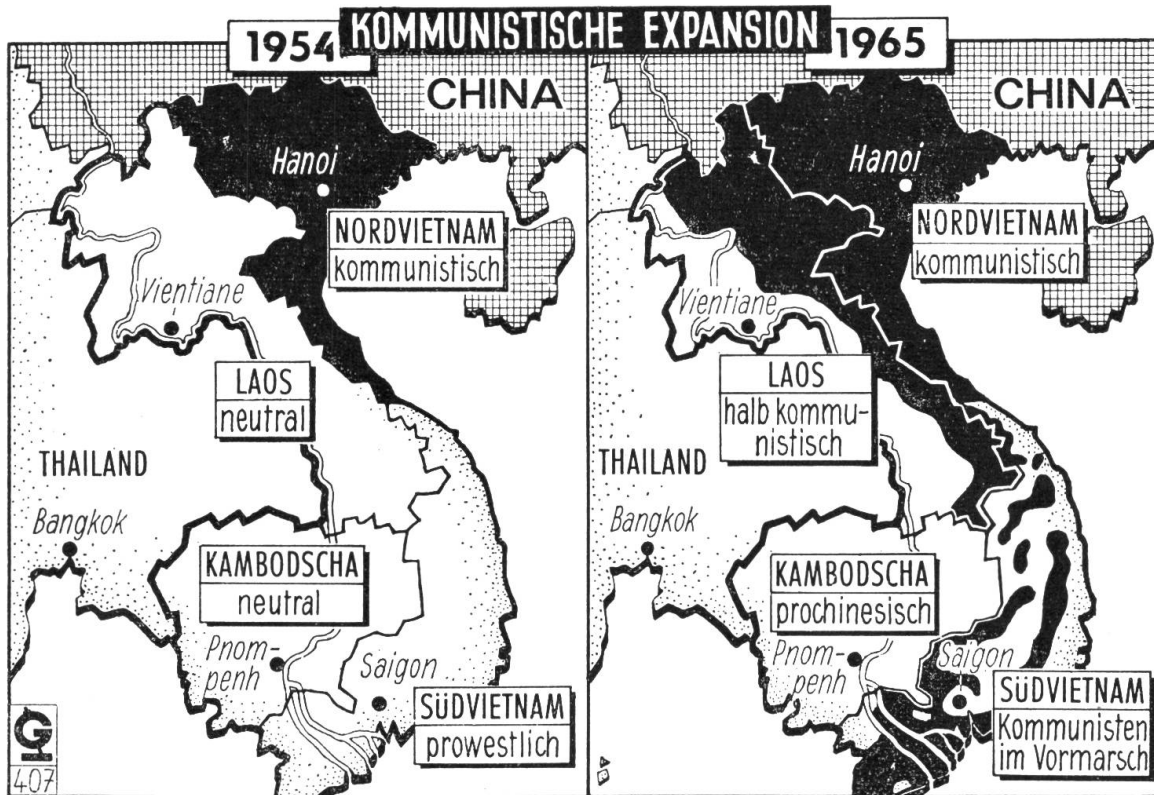 KOMMUNISTISCHE EXPANSION
1954
CHINA
Hanoi
NORDVIETNAM
kommunistisch
Vientiane
LAOS
neutral
THAILAND
Bangkok
KAMBODSCHA
neutral
Pnom-
penh
Saigon
SÜDVIETNAM
prowestlich
G
407
1965
CHINA
Hanoi
NORDVIETNAM
kommunistisch
Vientiane
LAOS
halb kommu-
nistisch
THAILAND
Bangkok
KAMBODSCHA
prochinesisch
Pnom-
penh
Saigon
SÜDVIETNAM
Kommunisten
im Vormarsch